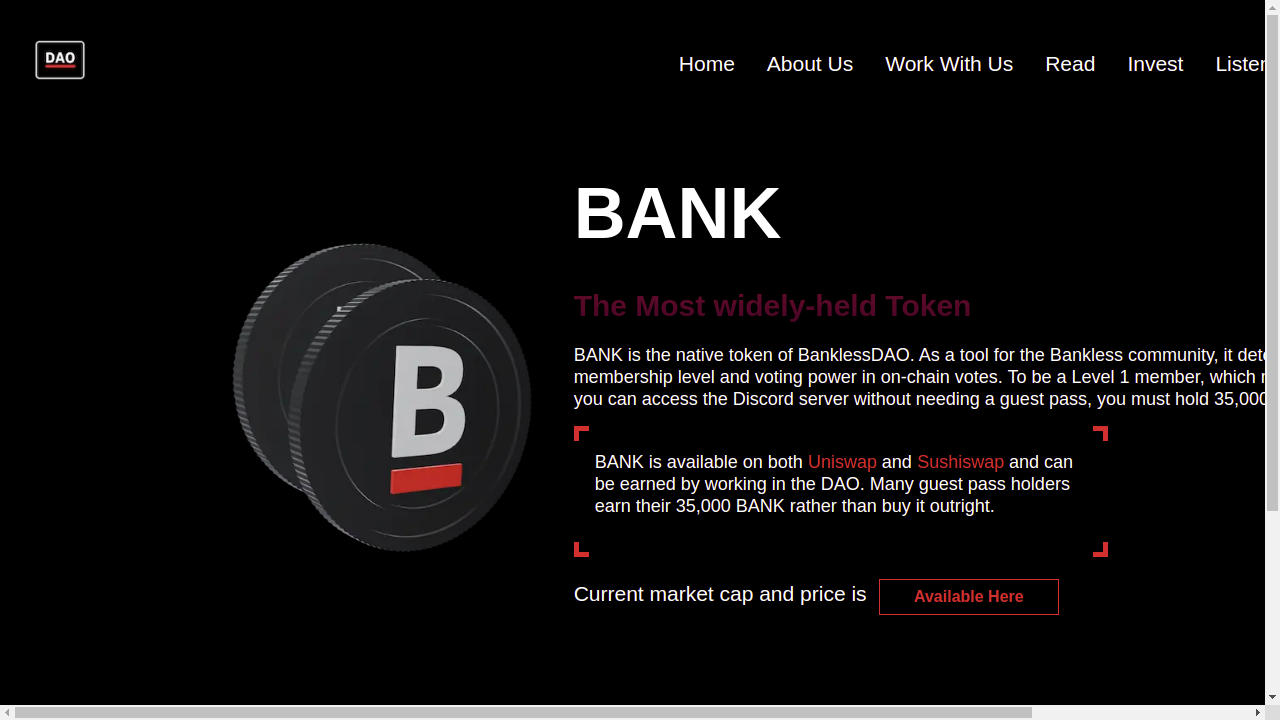 DAO
Home About Us Work With Us Read Invest Listen
BANK
The Most widely-held Token
BANK is the native token of BanklessDAO. As a tool for the Bankless community, it
membership level and voting power in on-chain votes. To be a Level 1 member, which
you can access the Discord server without needing a guest pass, you must hold 35,000
BANK is available on both Uniswap and Sushiswap and can
be earned by working in the DAO. Many guest pass holders
earn their 35,000 BANK rather than buy it outright.
Current market cap and price is Available Here
B